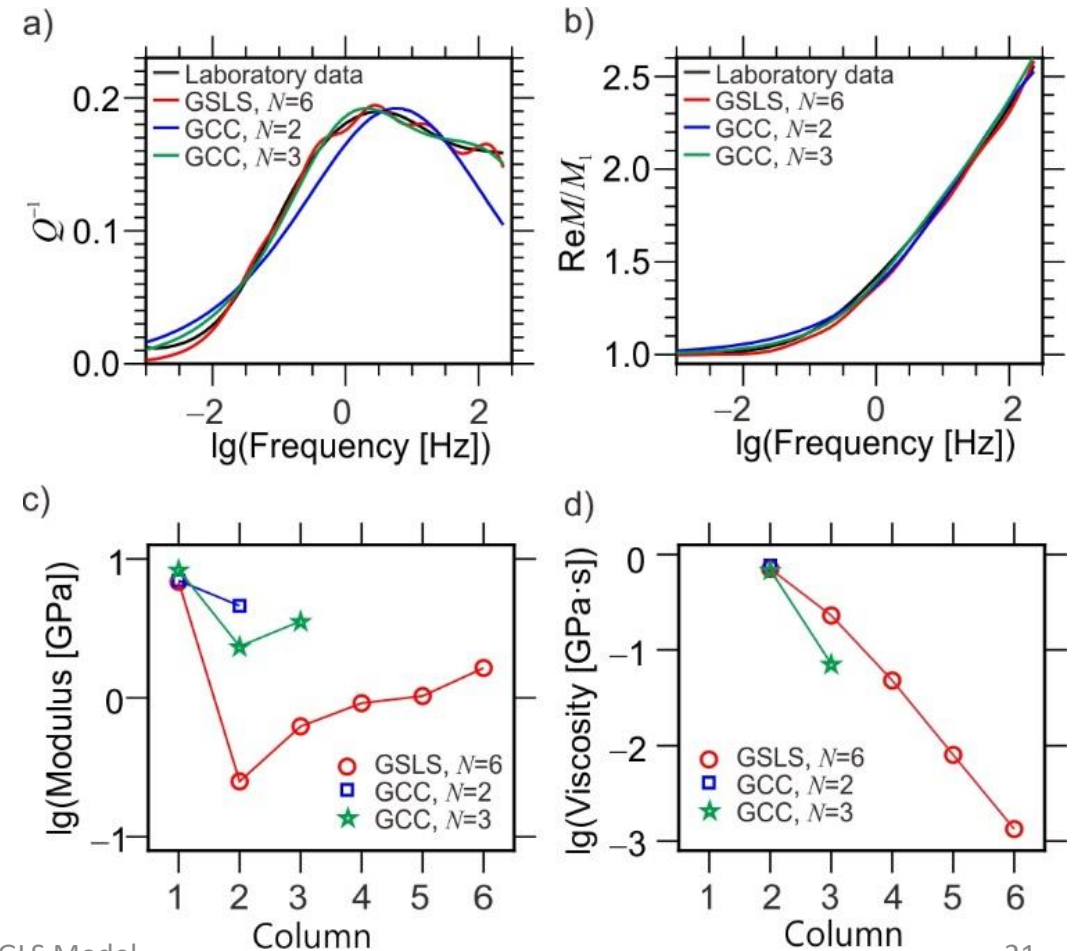 a)
Laboratory data
GSLS, N=6
GCC, N=2
GCC, N=3
0.2
0.1
0.0
Q⁻¹
−2 0 2
lg(Frequency [Hz])
b)
Laboratory data
GSLS, N=6
GCC, N=2
GCC, N=3
2.5
2.0
1.5
1.0
ReM/M₁
−2 0 2
lg(Frequency [Hz])
c)
1
0
−1
lg(Modulus [GPa])
GSLS, N=6
GCC, N=2
GCC, N=3
1 2 3 4 5 6
Column
d)
0
−1
−2
−3
lg(Viscosity [GPa·s])
GSLS, N=6
GCC, N=2
GCC, N=3
1 2 3 4 5 6
Column
Model